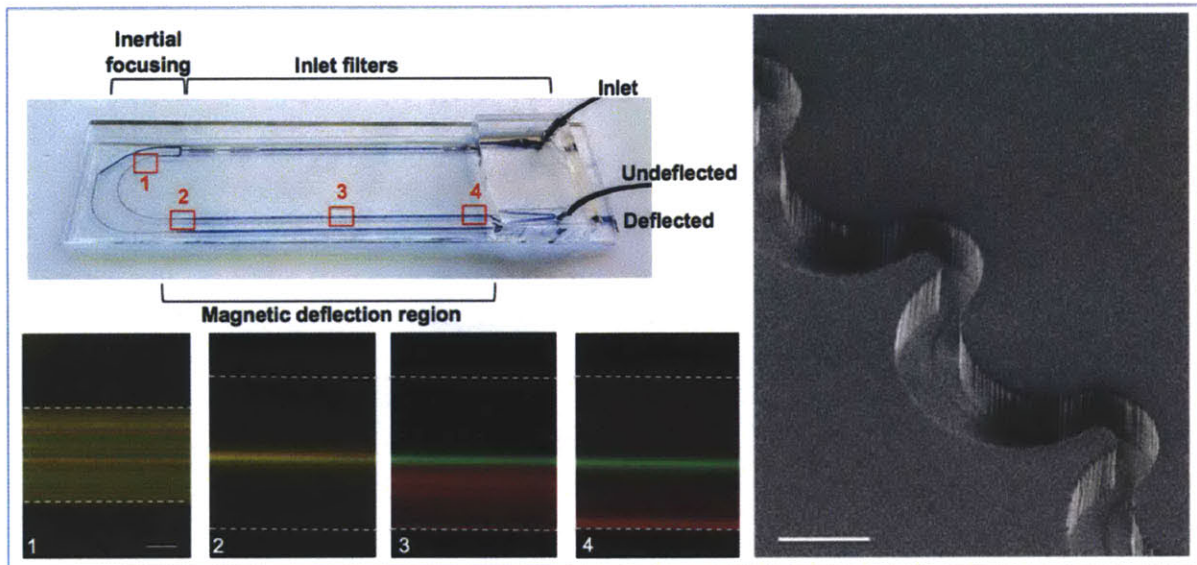 Inertial
focusing
Inlet filters
Inlet
Undeflected
Deflected
1
2
3
4
Magnetic deflection region
1
2
3
4